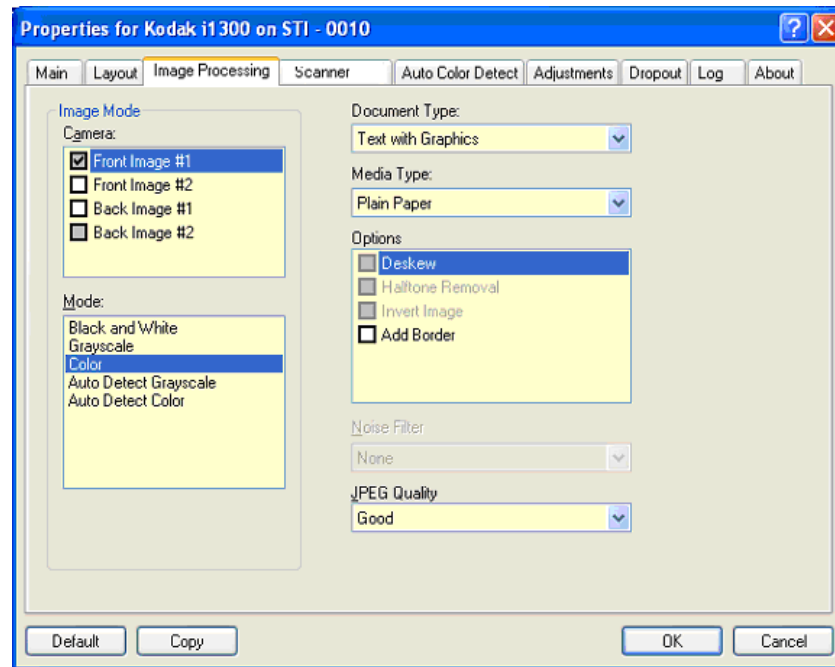 Properties for Kodak i1300 on STI - 0010
Main Layout Image Processing Scanner Auto Color Detect Adjustments Dropout Log About
Image Mode
Camera:
Front Image #1
Front Image #2
Back Image #1
Back Image #2
Mode:
Black and White
Grayscale
Color
Auto Detect Grayscale
Auto Detect Color
Document Type:
Text with Graphics
Media Type:
Plain Paper
Options
Deskew
Halftone Removal
Invert Image
Add Border
Noise Filter
None
JPEG Quality
Good
Default Copy OK Cancel